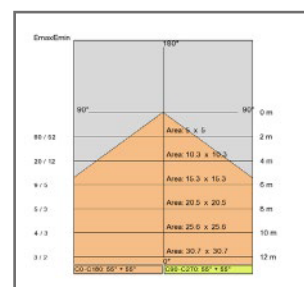 Emax/Emin
180°
90° 90°
0 m
Area: 5 x 5
80 / 52 2 m
Area: 10.3 x 10.3
20 / 12 4 m
Area: 15.3 x 15.3
9 / 5 6 m
Area: 20.5 x 20.5
5 / 3 8 m
Area: 25.6 x 25.6
4 / 3 10 m
Area: 30.7 x 30.7
3 / 2 12 m
0°
C0-C180: 55° + 55° C90-C270: 55° + 55°